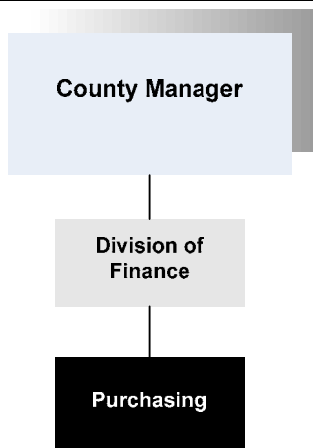 County Manager
Division of
Finance
Purchasing